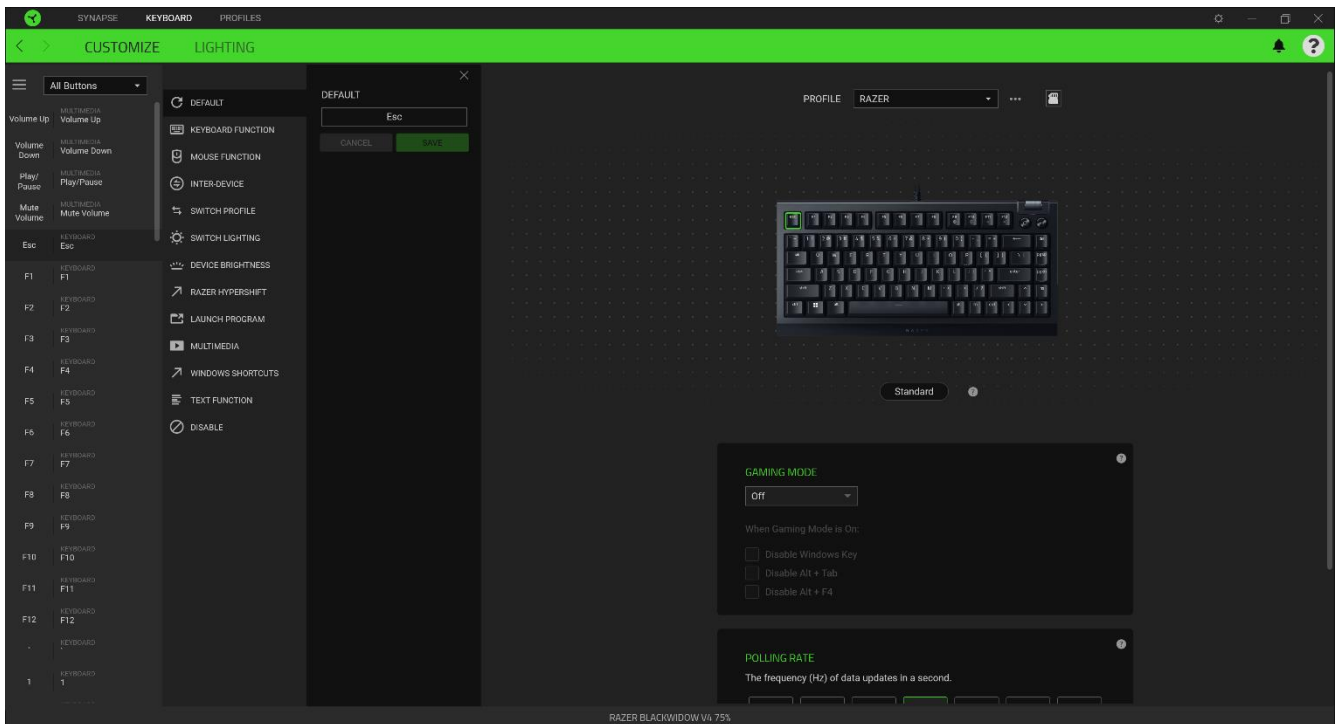 SYNAPSE KEYBOARD PROFILES
CUSTOMIZE LIGHTING
All Buttons
Volume Up MULTIMEDIA Volume Up
Volume Down MULTIMEDIA Volume Down
Play/Pause MULTIMEDIA Play/Pause
Mute Volume MULTIMEDIA Mute Volume
Esc KEYBOARD Esc
F1 KEYBOARD F1
F2 KEYBOARD F2
F3 KEYBOARD F3
F4 KEYBOARD F4
F5 KEYBOARD F5
F6 KEYBOARD F6
F7 KEYBOARD F7
F8 KEYBOARD F8
F9 KEYBOARD F9
F10 KEYBOARD F10
F11 KEYBOARD F11
F12 KEYBOARD F12
` KEYBOARD `
1 KEYBOARD 1
DEFAULT
KEYBOARD FUNCTION
MOUSE FUNCTION
INTER-DEVICE
SWITCH PROFILE
SWITCH LIGHTING
DEVICE BRIGHTNESS
RAZER HYPERSHIFT
LAUNCH PROGRAM
MULTIMEDIA
WINDOWS SHORTCUTS
TEXT FUNCTION
DISABLE
DEFAULT
Esc
CANCEL SAVE
PROFILE RAZER
Standard
GAMING MODE
Off
When Gaming Mode is On:
Disable Windows Key
Disable Alt + Tab
Disable Alt + F4
POLLING RATE
The frequency (Hz) of data updates in a second.
RAZER BLACKWIDOW V4 75%